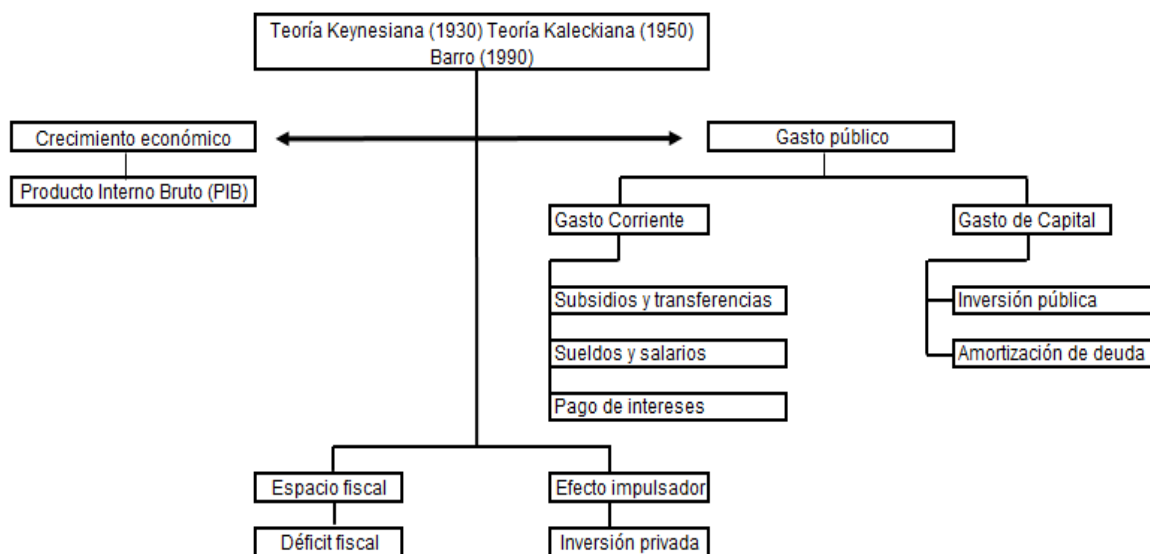 Teoría Keynesiana (1930) Teoría Kaleckiana (1950)
Barro (1990)
Crecimiento económico
Gasto público
Producto Interno Bruto (PIB)
Gasto Corriente
Gasto de Capital
Subsidios y transferencias
Inversión pública
Sueldos y salarios
Amortización de deuda
Pago de intereses
Espacio fiscal
Efecto impulsador
Déficit fiscal
Inversión privada